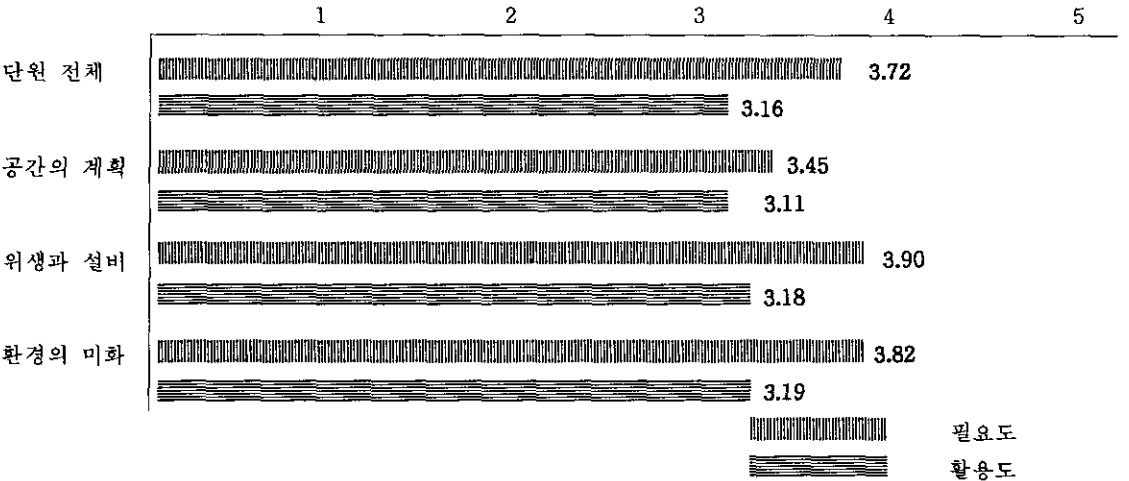 1 2 3 4 5
단원 전체 3.72
3.16
공간의 계획 3.45
3.11
위생과 설비 3.90
3.18
환경의 미화 3.82
3.19
필요도
활용도